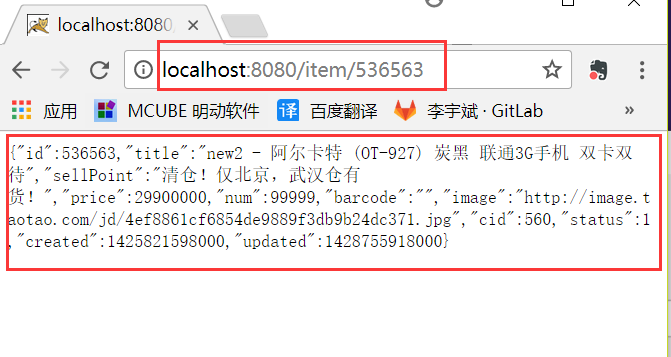 localhost:8080/
localhost:8080/item/536563
应用 MCUBE 明动软件 译 百度翻译 李宇斌 · GitLab »
{"id":536563,"title":"new2 - 阿尔卡特 (OT-927) 炭黑 联通3G手机 双卡双
待","sellPoint":"清仓！仅北京，武汉仓有
货！","price":29900000,"num":99999,"barcode":"","image":"http://image.t
aotao.com/jd/4ef8861cf6854de9889f3db9b24dc371.jpg","cid":560,"status":1
,"created":1425821598000,"updated":1428755918000}